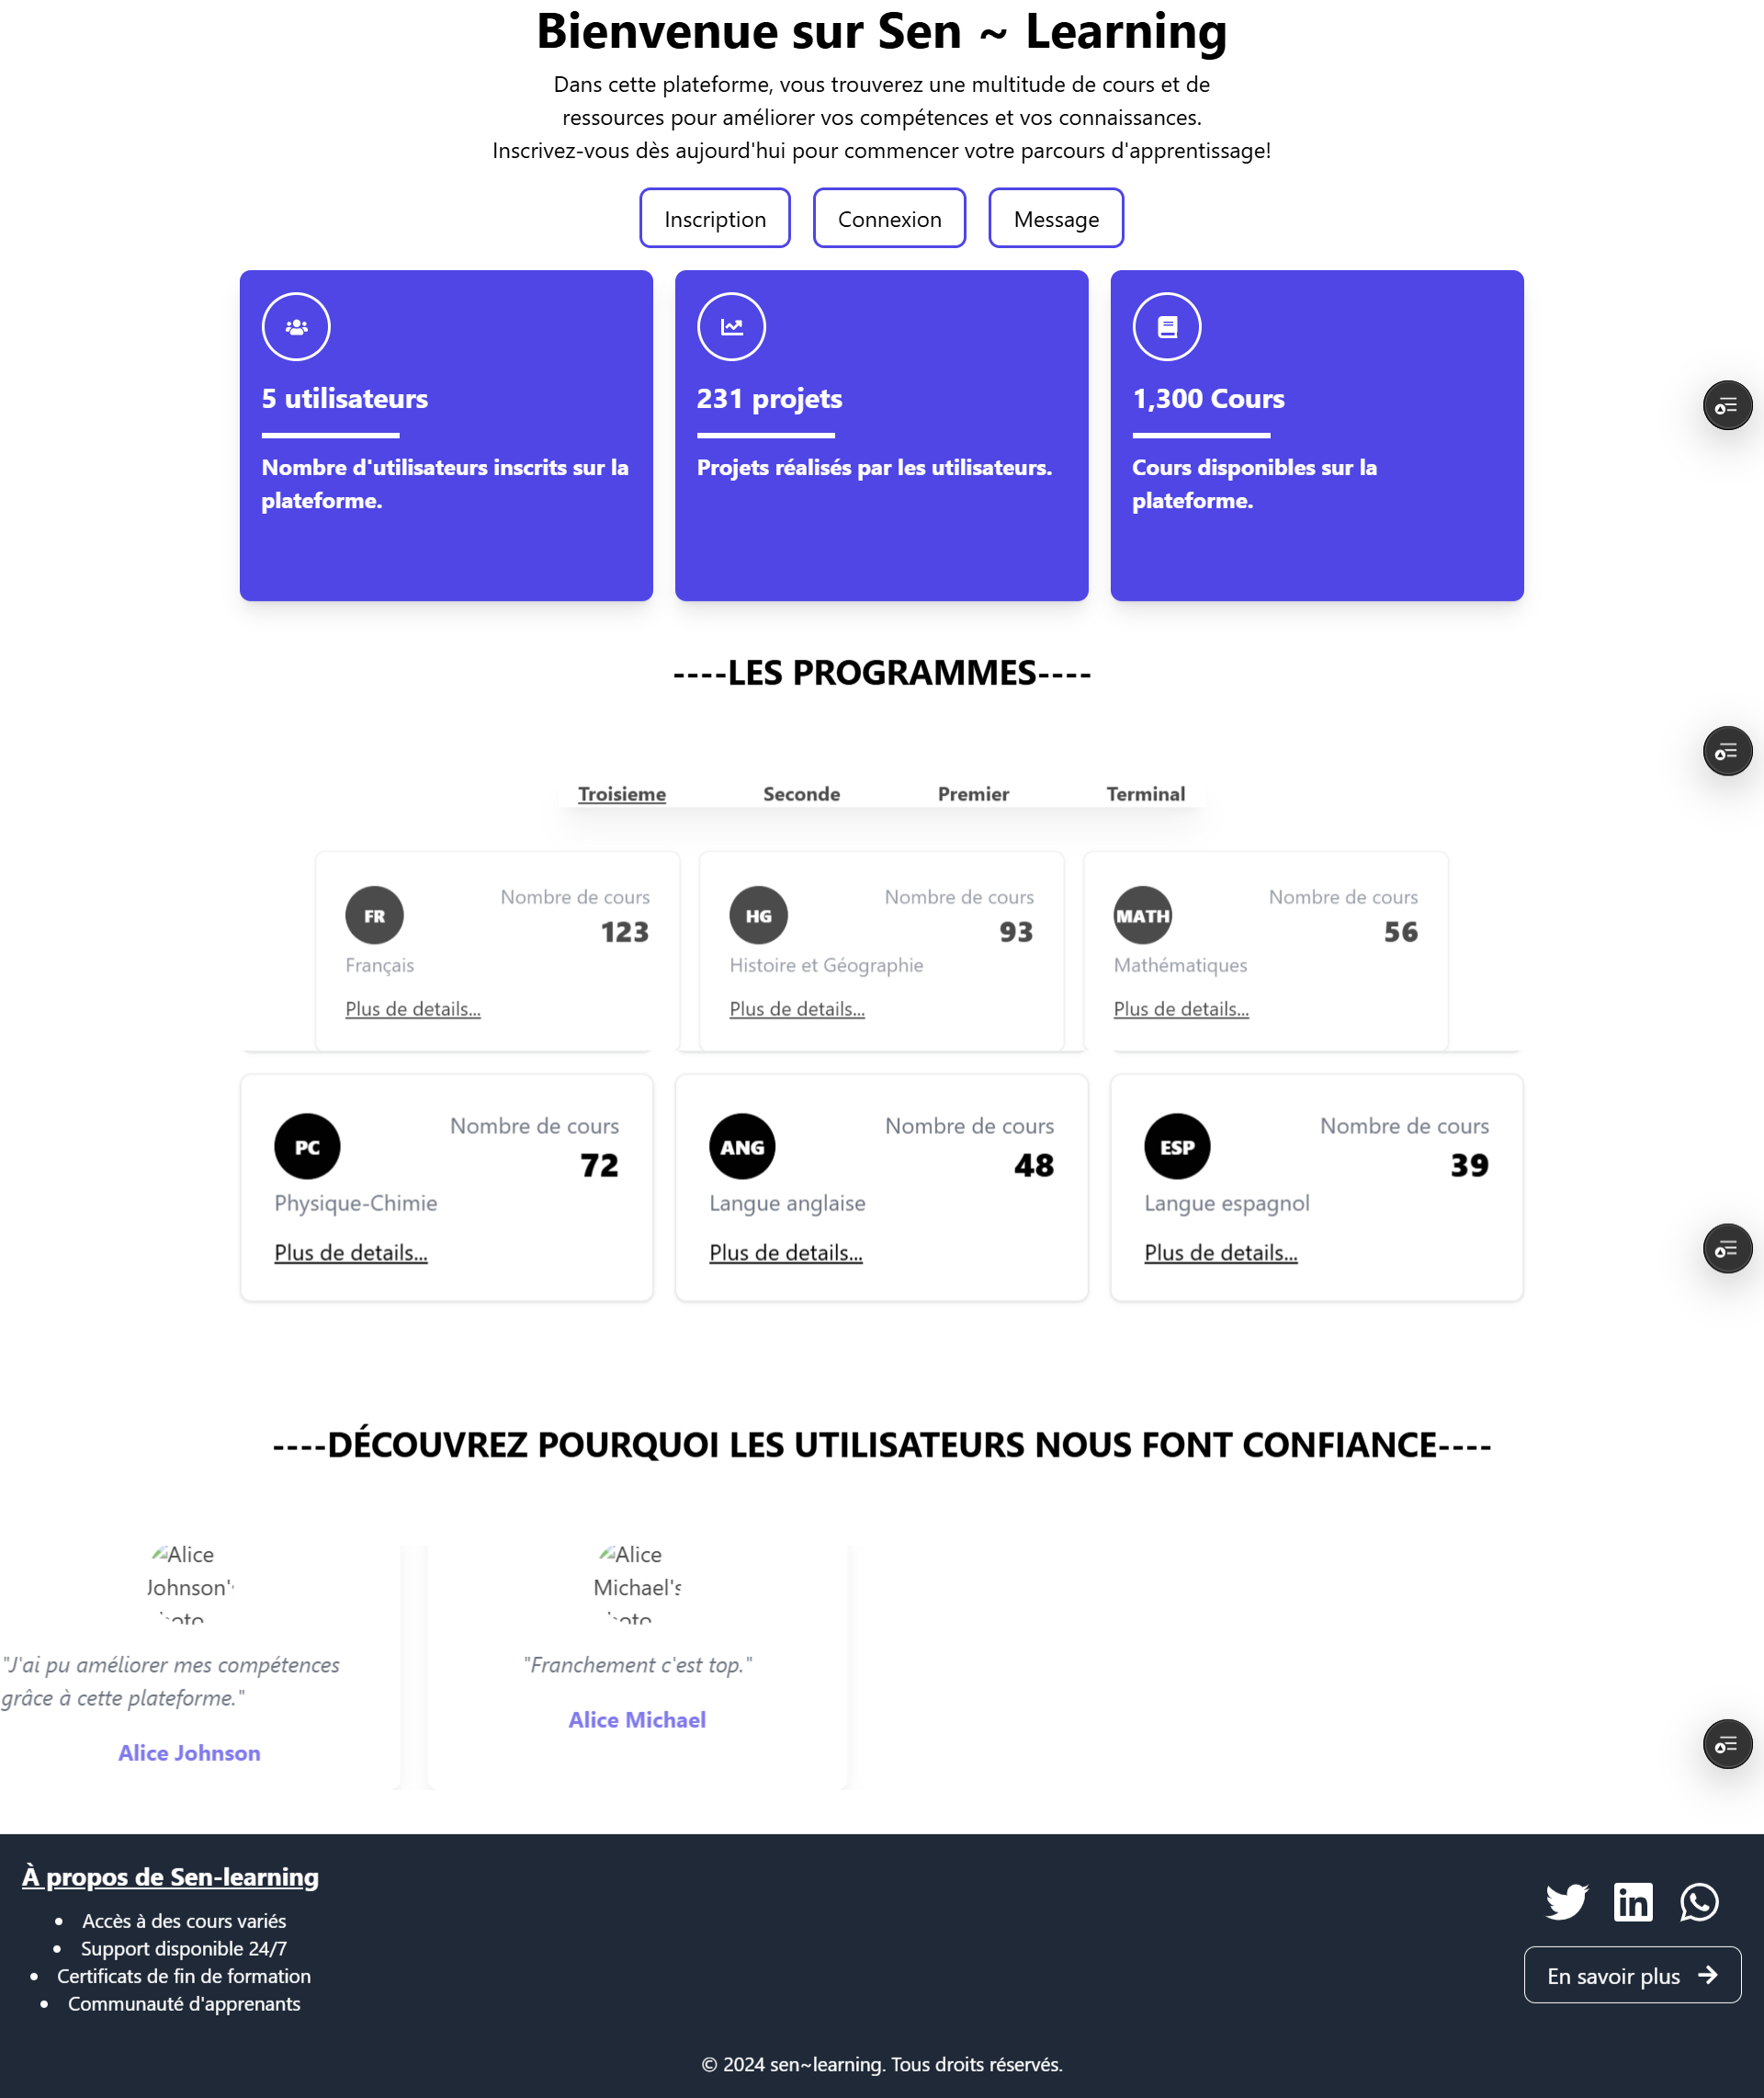 Bienvenue sur Sen ~ Learning
Dans cette plateforme, vous trouverez une multitude de cours et de
ressources pour améliorer vos compétences et vos connaissances.
Inscrivez-vous dès aujourd'hui pour commencer votre parcours d'apprentissage!
Inscription
Connexion
Message
5 utilisateurs
Nombre d'utilisateurs inscrits sur la
plateforme.
231 projets
Projets réalisés par les utilisateurs.
1,300 Cours
Cours disponibles sur la
plateforme.
----LES PROGRAMMES----
Troisieme
Seconde
Premier
Terminal
FR
Nombre de cours
123
Français
Plus de details...
HG
Nombre de cours
93
Histoire et Géographie
Plus de details...
MATH
Nombre de cours
56
Mathématiques
Plus de details...
PC
Nombre de cours
72
Physique-Chimie
Plus de details...
ANG
Nombre de cours
48
Langue anglaise
Plus de details...
ESP
Nombre de cours
39
Langue espagnol
Plus de details...
----DÉCOUVREZ POURQUOI LES UTILISATEURS NOUS FONT CONFIANCE----
Alice
Johnson'
"J'ai pu améliorer mes compétences
grâce à cette plateforme."
Alice Johnson
Alice
Michael's
"Franchement c'est top."
Alice Michael
À propos de Sen-learning
• Accès à des cours variés
• Support disponible 24/7
• Certificats de fin de formation
• Communauté d'apprenants
En savoir plus
© 2024 sen~learning. Tous droits réservés.